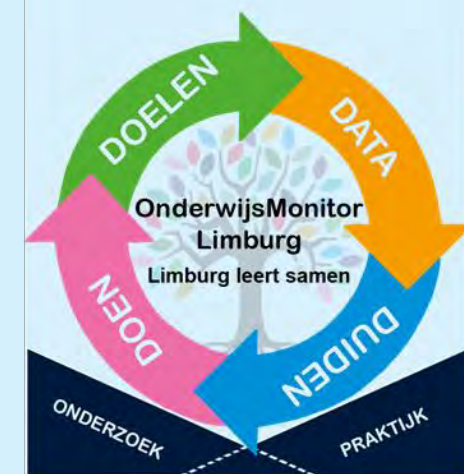 DOELEN
DATA
OnderwijsMonitor
Limburg
Limburg leert samen
DOEN
DUIDEN
ONDERZOEK
PRAKTIJK